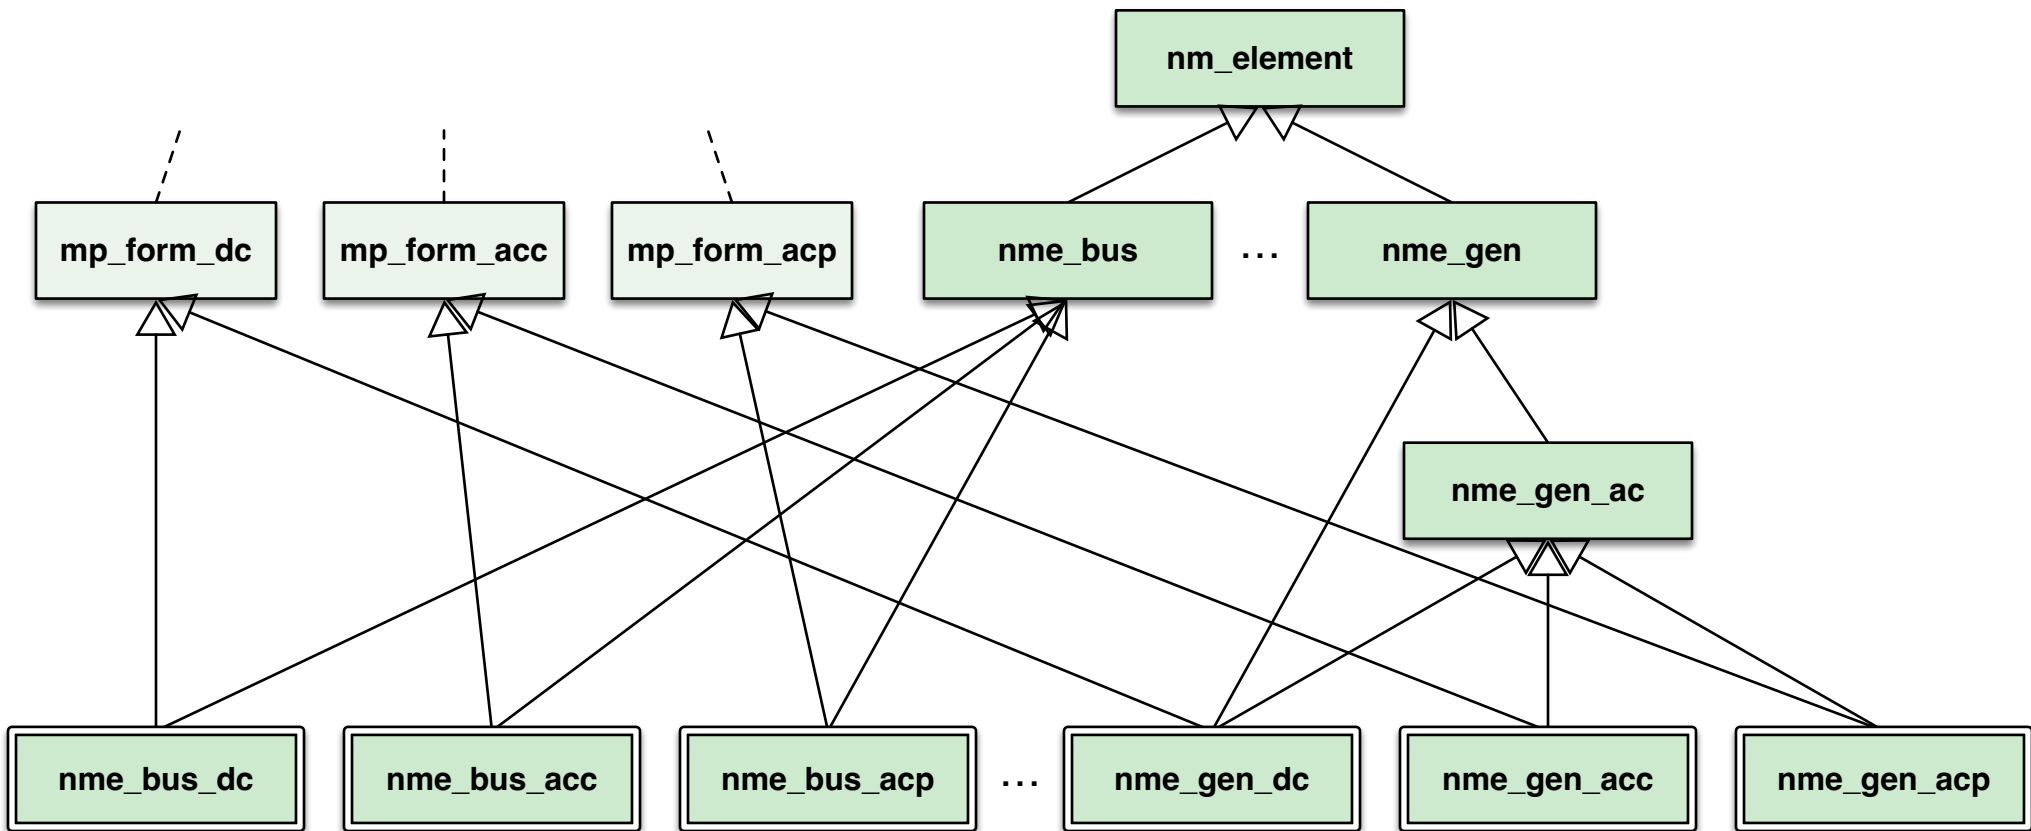 nm_element
mp_form_dc
mp_form_acc
mp_form_acp
nme_bus
...
nme_gen
nme_gen_ac
nme_bus_dc
nme_bus_acc
nme_bus_acp
...
nme_gen_dc
nme_gen_acc
nme_gen_acp